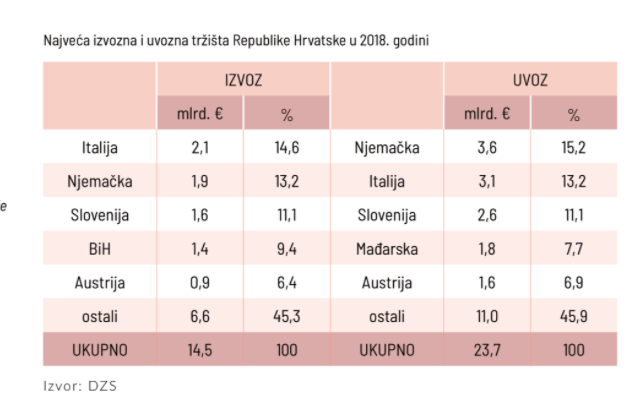 Najveća izvozna i uvozna tržišta Republike Hrvatske u 2018. godini
IZVOZ UVOZ
mlrd. € % mlrd. € %
Italija 2,1 14,6 Njemačka 3,6 15,2
Njemačka 1,9 13,2 Italija 3,1 13,2
e
Slovenija 1,6 11,1 Slovenija 2,6 11,1
BiH 1,4 9,4 Mađarska 1,8 7,7
Austrija 0,9 6,4 Austrija 1,6 6,9
ostali 6,6 45,3 ostali 11,0 45,9
UKUPNO 14,5 100 UKUPNO 23,7 100
Izvor: DZS